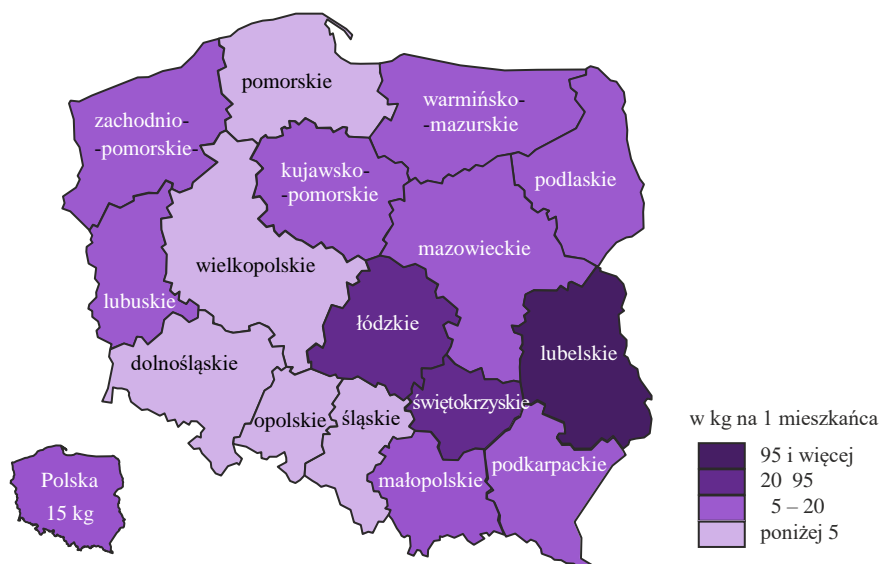 pomorskie
warmińsko-
-mazurskie
zachodnio-
-pomorskie-
kujawsko-
-pomorskie
podlaskie
mazowieckie
wielkopolskie
lubuskie
łódzkie
lubelskie
dolnośląskie
opolskie
śląskie
świętokrzyskie
małopolskie
podkarpackie
Polska
15 kg
w kg na 1 mieszkańca
95 i więcej
20 95
5 – 20
poniżej 5